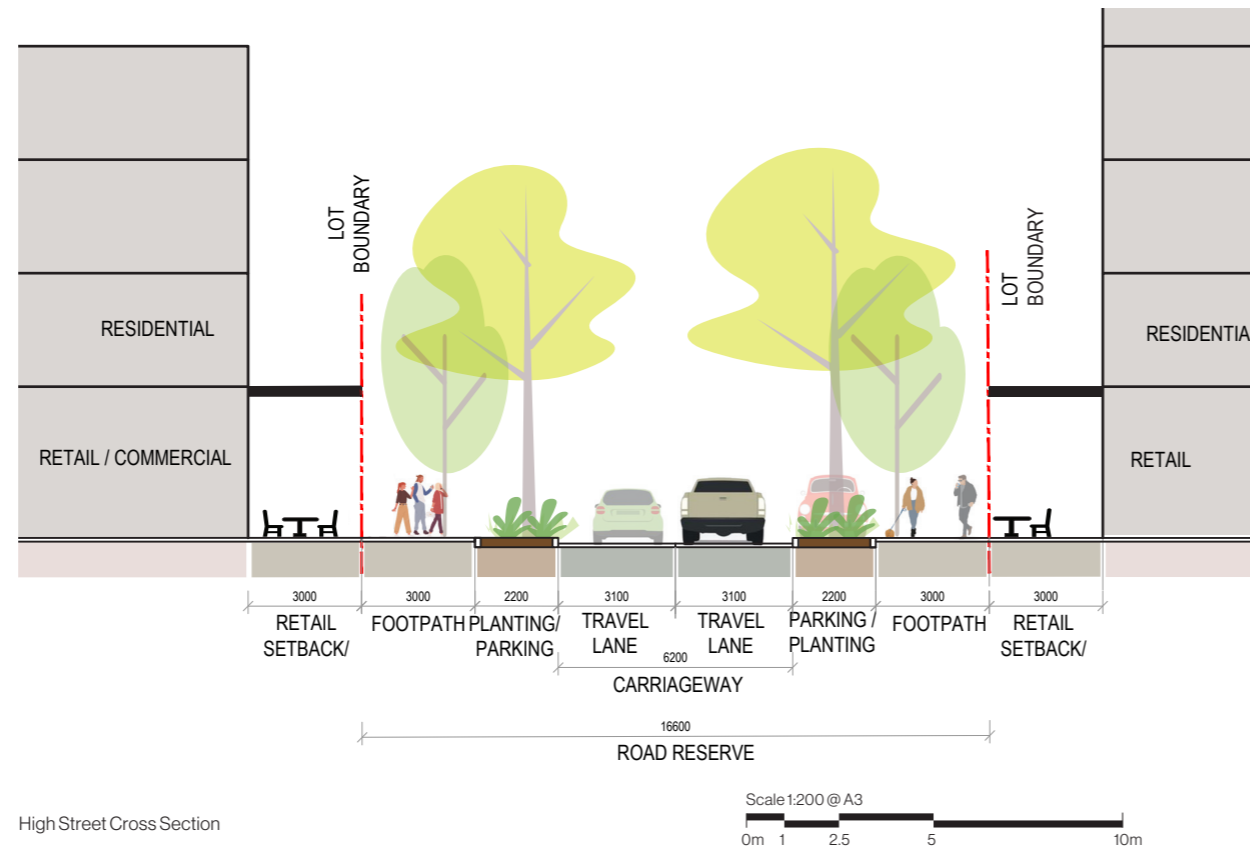 LOT
BOUNDARY
LOT
BOUNDARY
RESIDENTIAL
RESIDENTIA
RETAIL / COMMERCIAL
RETAIL
3000
3000
2200
3100
3100
2200
3000
3000
RETAIL
SETBACK/
FOOTPATH
PLANTING/
PARKING
TRAVEL
LANE
TRAVEL
LANE
PARKING /
PLANTING
FOOTPATH
RETAIL
SETBACK/
6200
CARRIAGEWAY
16600
ROAD RESERVE
High Street Cross Section
Scale 1:200 @ A3
0m 1 2.5 5 10m